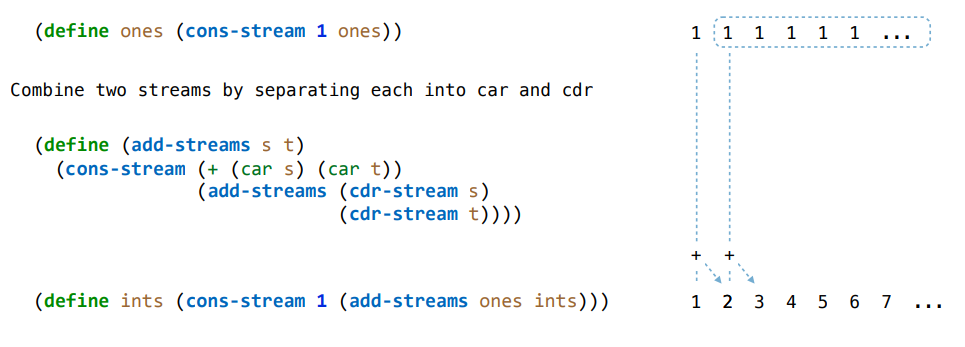 (define ones (cons-stream 1 ones))
1 1 1 1 1 1 ...
Combine two streams by separating each into car and cdr
(define (add-streams s t)
(cons-stream (+ (car s) (car t))
(add-streams (cdr-stream s)
(cdr-stream t))))
+ +
(define ints (cons-stream 1 (add-streams ones ints)))
1 2 3 4 5 6 7 ...